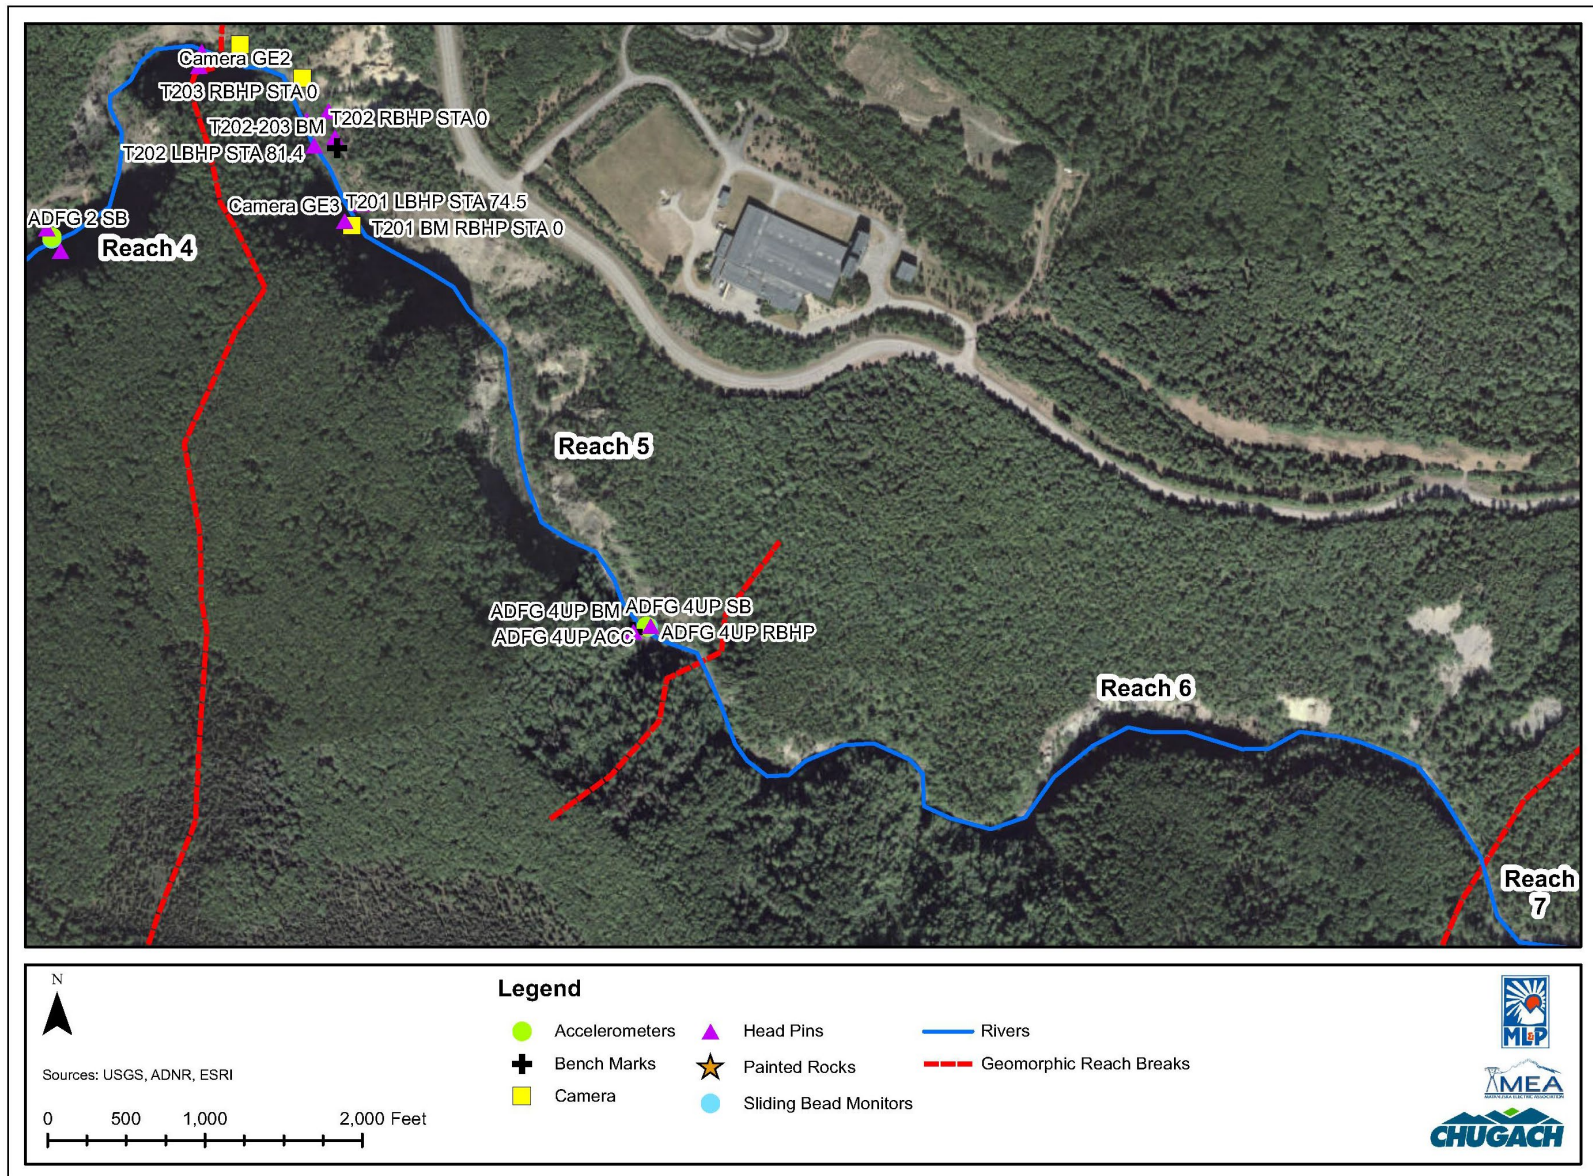 Camera GE2
T203 RBHP STA 0
T202 RBHP STA 0
T202-203 BM
T202 LBHP STA 81.4
T201 LBHP STA 74.5
Camera GE3
T201 BM RBHP STA 0
ADFG 2 SB
Reach 4
Reach 5
ADFG 4UP BM
ADFG 4UP SB
ADFG 4UP ACC
ADFG 4UP RBHP
Reach 6
Reach
7
N
Sources: USGS, ADNR, ESRI
0 500 1,000 2,000 Feet
Legend
Accelerometers
Bench Marks
Camera
Head Pins
Painted Rocks
Sliding Bead Monitors
Rivers
Geomorphic Reach Breaks
ML&P
MEA
MATANUSKA ELECTRIC ASSOCIATION
CHUGACH